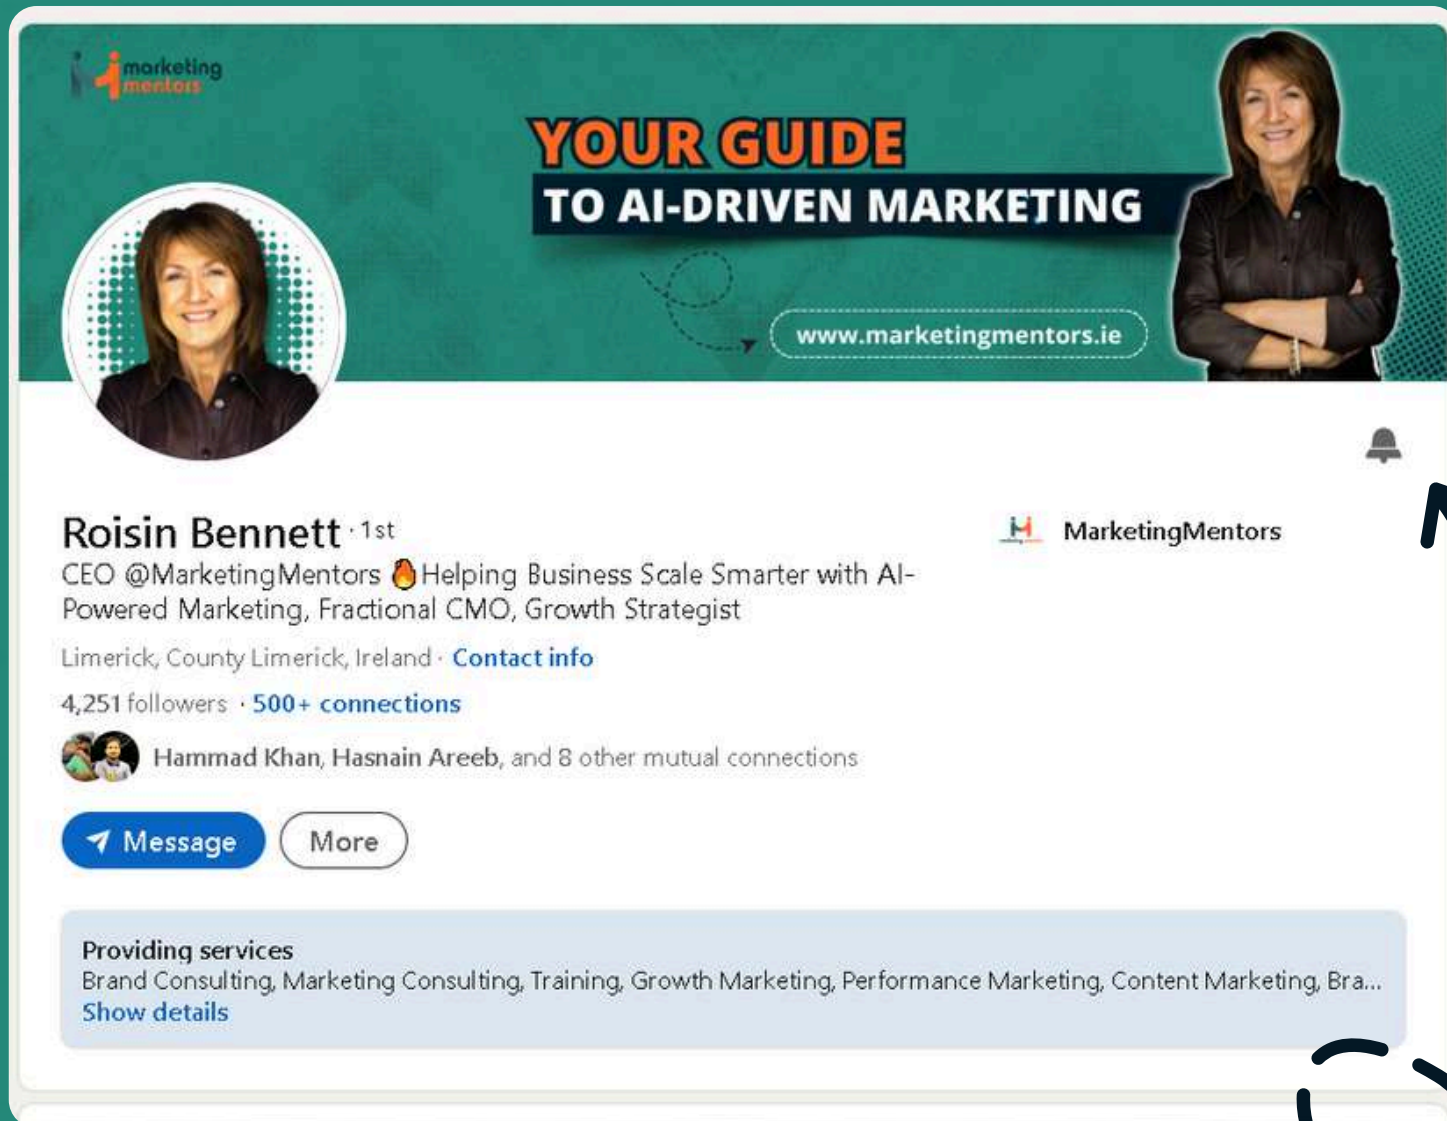 marketing
mentors
YOUR GUIDE
TO AI-DRIVEN MARKETING
www.marketingmentors.ie
Roisin Bennett · 1st
MarketingMentors
CEO @MarketingMentors 🔥Helping Business Scale Smarter with AI-
Powered Marketing, Fractional CMO, Growth Strategist
Limerick, County Limerick, Ireland · Contact info
4,251 followers · 500+ connections
Hammad Khan, Hasnain Areeb, and 8 other mutual connections
Message
More
Providing services
Brand Consulting, Marketing Consulting, Training, Growth Marketing, Performance Marketing, Content Marketing, Bra...
Show details